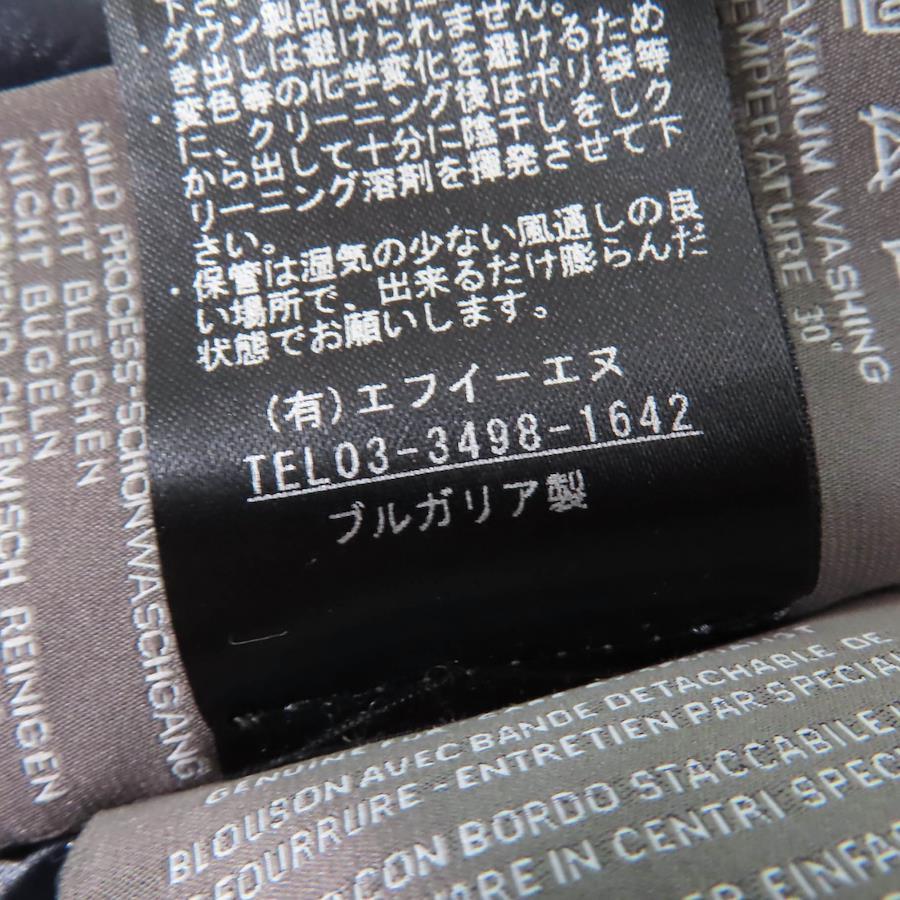 ダウン製品は特性
き出しは避けられません。
変色等の化学変化を避けるため
に、クリーニング後はポリ袋等
から出して十分に陰干しをしク
リーニング溶剤を揮発させて下
さい。
・保管は湿気の少ない風通しの良
い場所で、出来るだけ膨らんだ
状態でお願いします。
(有)エフイーエヌ
TEL03-3498-1642
ブルガリア製
MAXIMUM WASHING
TEMPERATURE 30°
MILD PROCESS-SCHONWASCHGANG
NICHT BLEICHEN
NICHT BUGELN
CHEMISCH REINIGEN
GENUINE
BLOUSON AVEC BANDE DETACHABLE DE
FOURRURE - ENTRETIEN PAR SPECIAL
CON BORDO STACCABILE
IN CENTRI SPEC